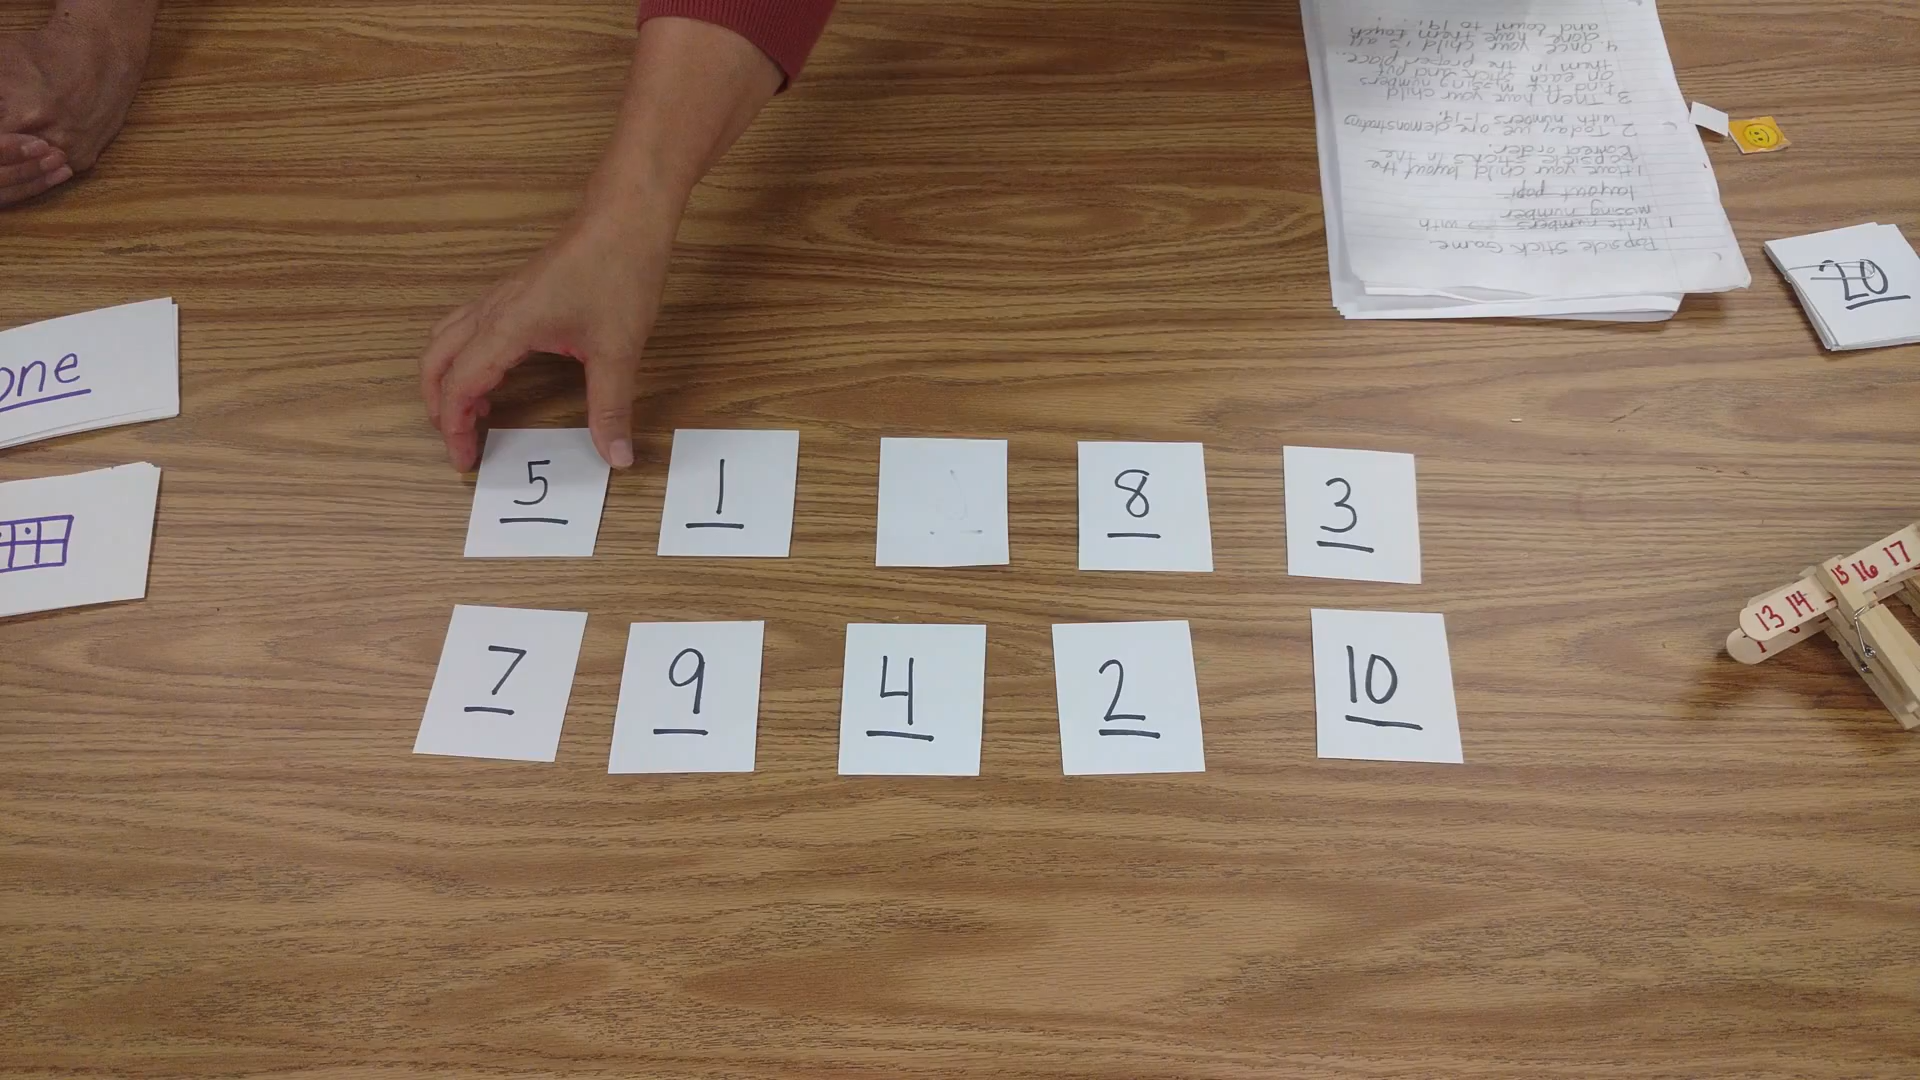 5 1 8 3
7 9 4 2 10
one
20
13 14 15 16 17
Popsicle Stick Game
1 Write numbers with
missing number
layout popi
1 Have your child layout the
popsicle sticks in the
correct order.
2 Today we are demonstrating
with numbers 1-19.
3 Then have your child
find the missing numbers
on each stick and put
them in the proper place.
4. Once your child is all
done have them touch
and count to 19.